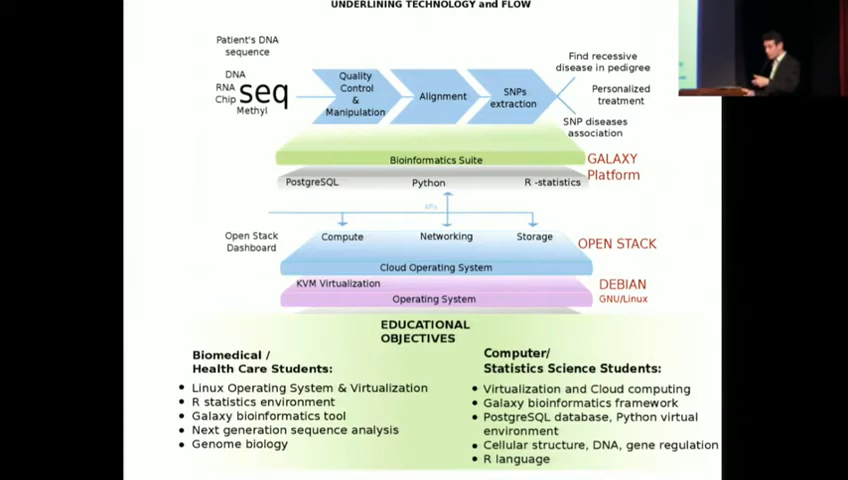 UNDERLINING TECHNOLOGY and FLOW
Patient's DNA
sequence
DNA
RNA
Chip
seq
Methyl
Quality
Control
&
Manipulation
Alignment
SNPs
extraction
Find recessive
disease in pedigree
Personalized
treatment
SNP diseases
association
Bioinformatics Suite
GALAXY
Platform
PostgreSQL
Python
R -statistics
APIs
Open Stack
Dashboard
Compute
Networking
Storage
OPEN STACK
Cloud Operating System
KVM Virtualization
DEBIAN
GNU/Linux
Operating System
EDUCATIONAL
OBJECTIVES
Biomedical /
Health Care Students:
• Linux Operating System & Virtualization
• R statistics environment
• Galaxy bioinformatics tool
• Next generation sequence analysis
• Genome biology
Computer/
Statistics Science Students:
• Virtualization and Cloud computing
• Galaxy bioinformatics framework
• PostgreSQL database, Python virtual
environment
• Cellular structure, DNA, gene regulation
• R language